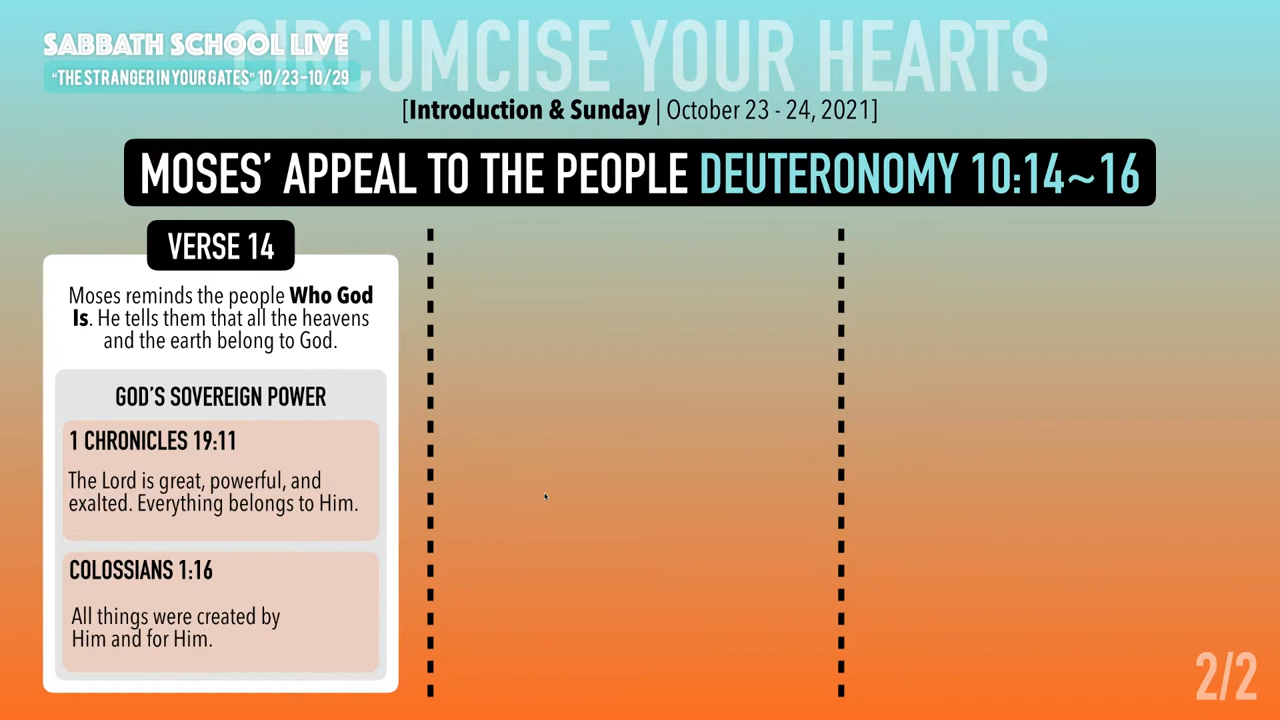 CIRCUMCISE YOUR HEARTS
SABBATH SCHOOL LIVE
"THE STRANGER IN YOUR GATES" 10/23-10/29
[Introduction & Sunday | October 23 - 24, 2021]
MOSES' APPEAL TO THE PEOPLE DEUTERONOMY 10:14~16
VERSE 14
Moses reminds the people Who God
Is. He tells them that all the heavens
and the earth belong to God.
GOD'S SOVEREIGN POWER
1 CHRONICLES 19:11
The Lord is great, powerful, and
exalted. Everything belongs to Him.
COLOSSIANS 1:16
All things were created by
Him and for Him.
2/2